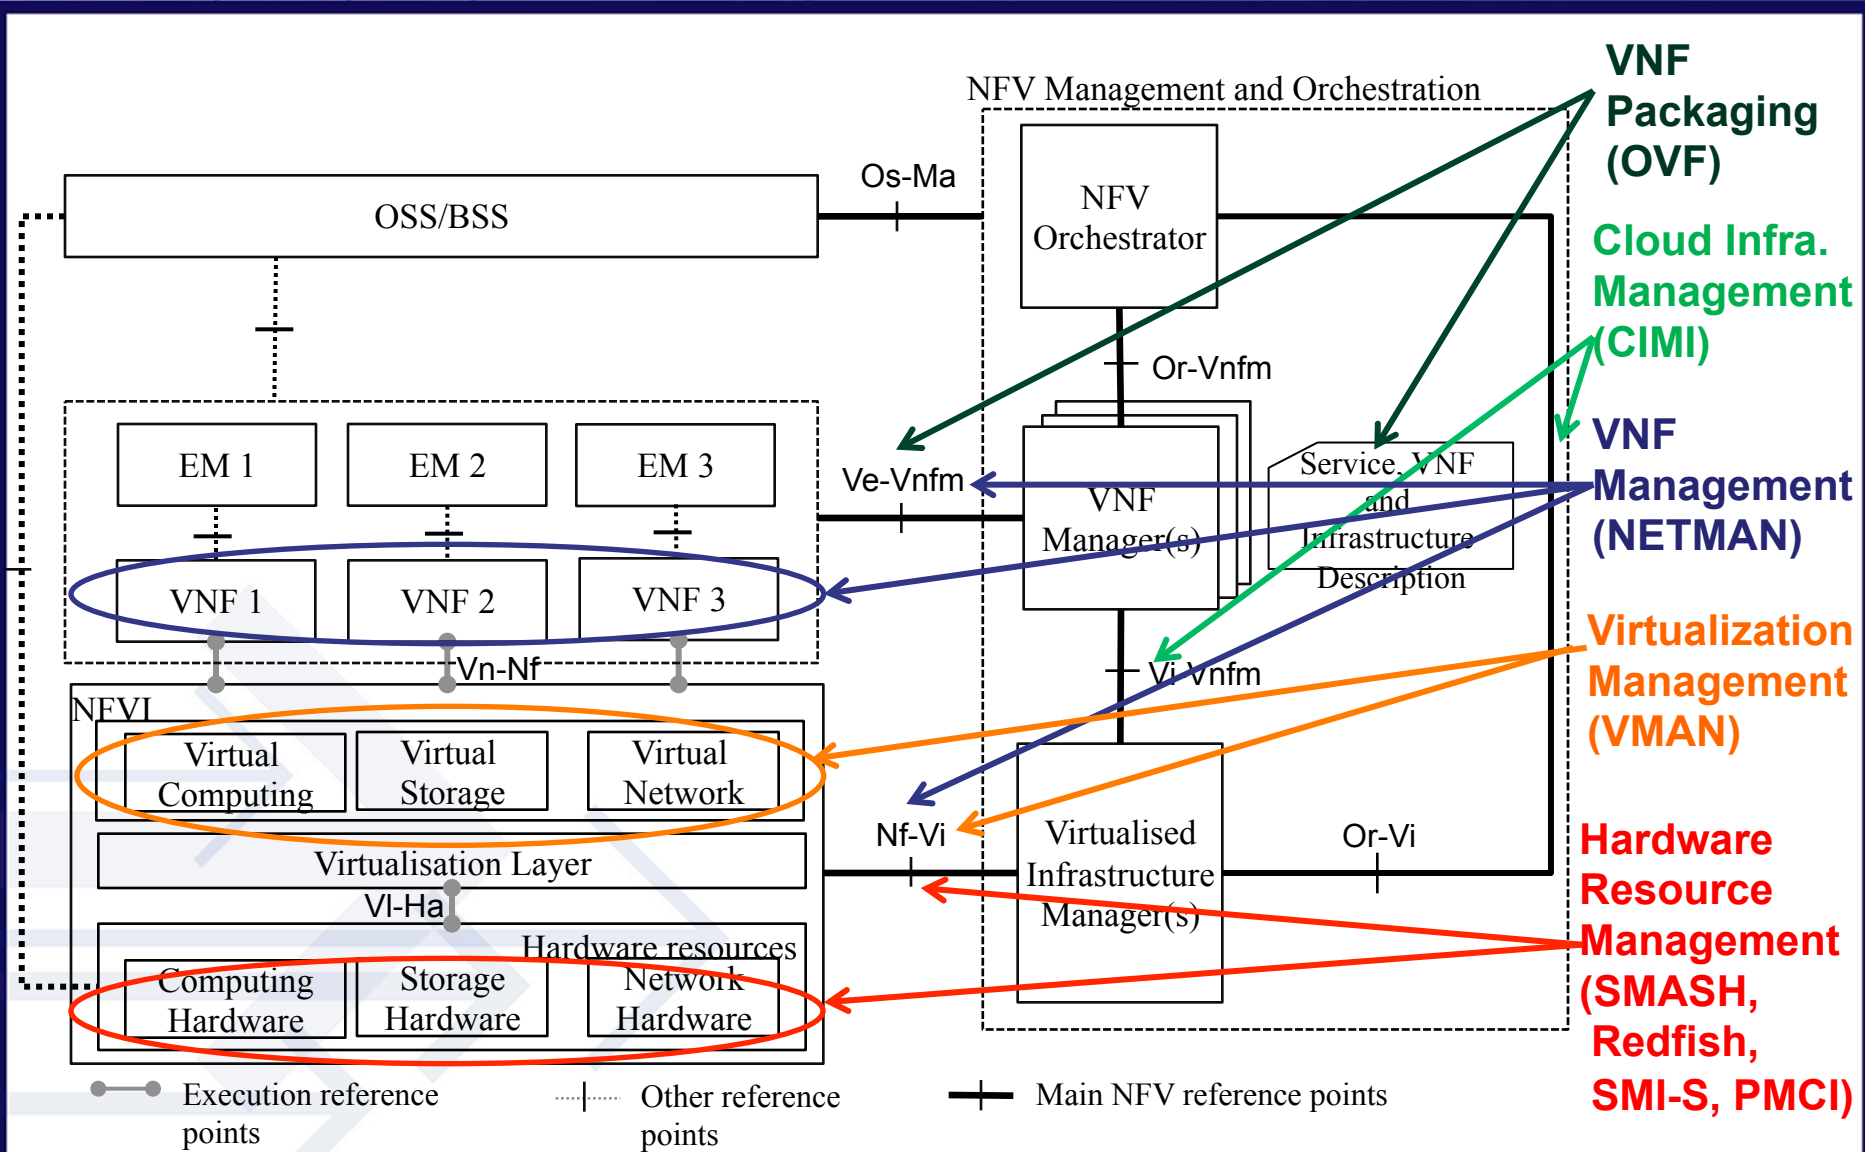 NFV Management and Orchestration
VNF
Packaging
(OVF)
Os-Ma
OSS/BSS
NFV
Orchestrator
Cloud Infra.
Management
(CIMI)
Or-Vnfm
EM 1
EM 2
EM 3
Ve-Vnfm
VNF
Manager(s)
Service, VNF
and
Infrastructure
Description
VNF
Management
(NETMAN)
VNF 1
VNF 2
VNF 3
Vn-Nf
Vi-Vnfm
Virtualization
Management
(VMAN)
NFVI
Virtual
Computing
Virtual
Storage
Virtual
Network
Nf-Vi
Virtualised
Infrastructure
Manager(s)
Or-Vi
Virtualisation Layer
Vl-Ha
Hardware resources
Computing
Hardware
Storage
Hardware
Network
Hardware
Hardware
Resource
Management
(SMASH,
Redfish,
SMI-S, PMCI)
Execution reference
points
Other reference
points
Main NFV reference points